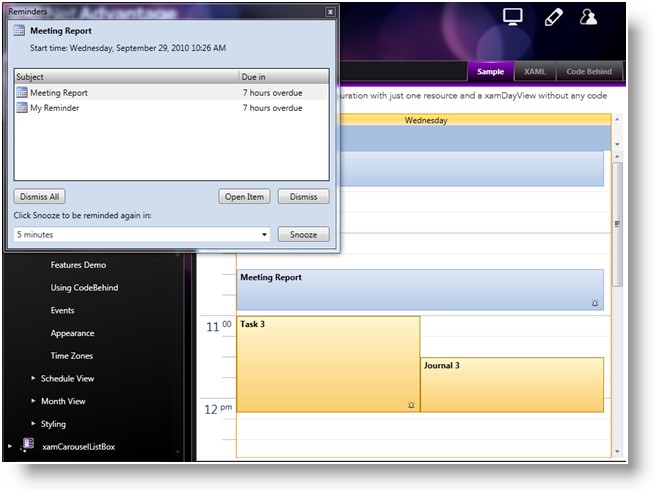 Reminders
Advantage
Meeting Report
Start time: Wednesday, September 29, 2010 10:26 AM
Subject Due in
Meeting Report 7 hours overdue
My Reminder 7 hours overdue
Dismiss All Open Item Dismiss
Click Snooze to be reminded again in:
5 minutes Snooze
Sample XAML Code Behind
uration with just one resource and a xamDayView without any code
Wednesday
Features Demo
Using CodeBehind
Events
Appearance
Time Zones
Schedule View
Month View
Styling
xamCarouselListBox
Meeting Report
11 00
Task 3
Journal 3
12 pm